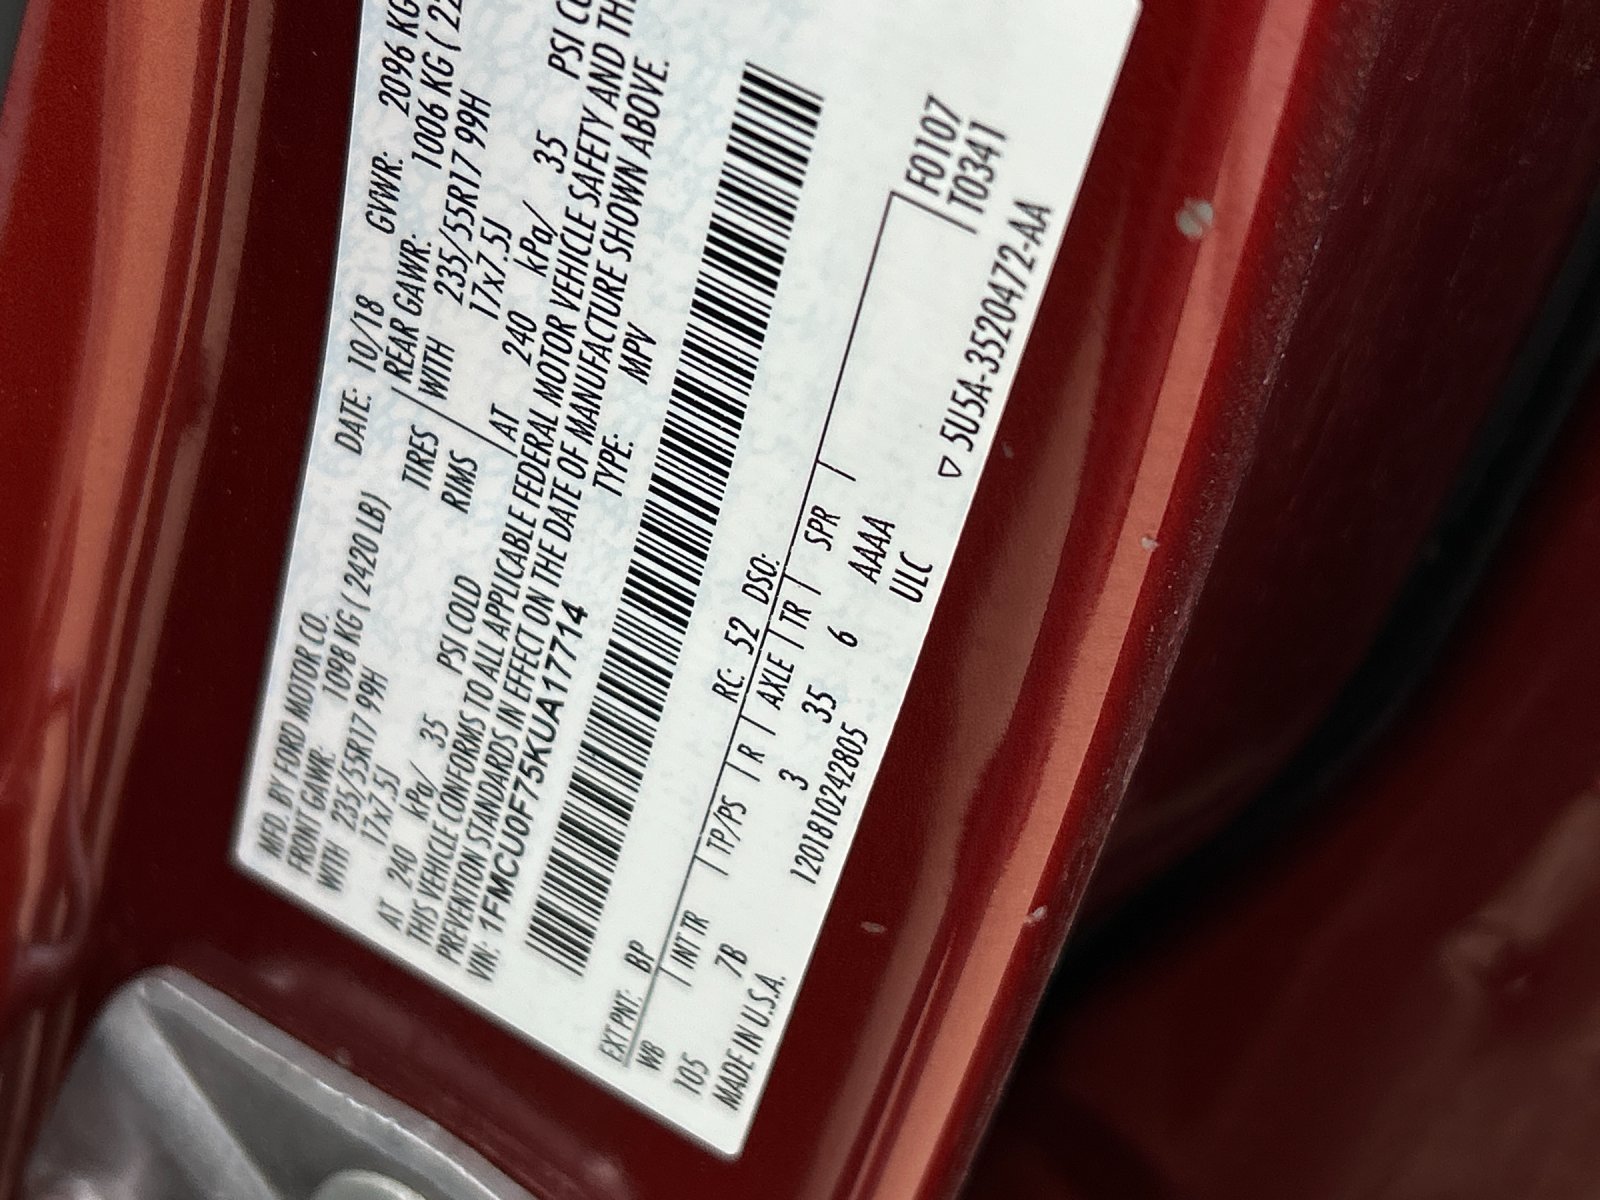 MFD. BY FORD MOTOR CO.
DATE: 10/18 GVWR: 2096 KG
FRONT GAWR: 1098 KG ( 2420 LB) REAR GAWR: 1006 KG ( 22
WITH 235/55R17 99H TIRES WITH 235/55R17 99H
17x7.5J RIMS 17x7.5J
AT 240 kPa/ 35 PSI COLD AT 240 kPa/ 35 PSI CO
THIS VEHICLE CONFORMS TO ALL APPLICABLE FEDERAL MOTOR VEHICLE SAFETY AND TH
PREVENTION STANDARDS IN EFFECT ON THE DATE OF MANUFACTURE SHOWN ABOVE.
VIN: 1FMCU0F75KUA17714 TYPE: MPV
EXT PNT: BP RC: 52 DSO: F0107
WB INT TR TP/PS R AXLE TR SPR T0341
105 7B 3 35 6 AAAA
MADE IN U.S.A. 1201810242805 ULC
▽ 5U5A-3520472-AA